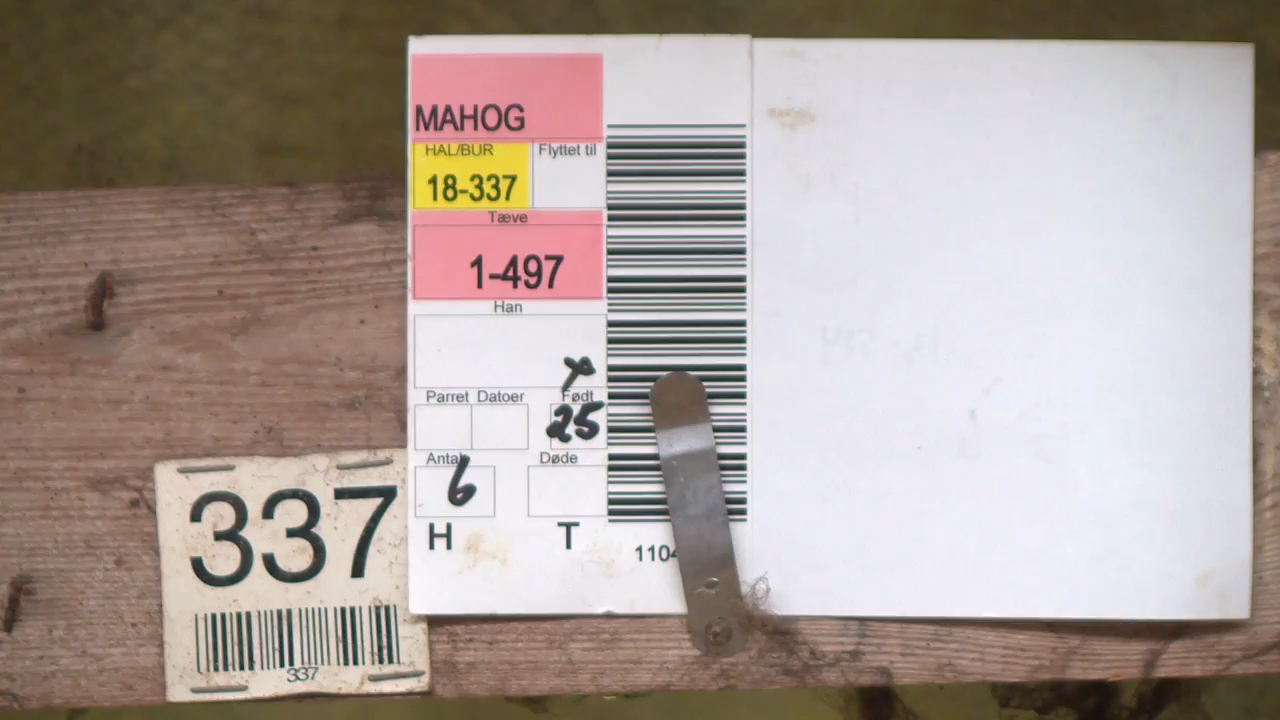 MAHOG
HAL/BUR Flyttet til
18-337
Tæve
1-497
Han
Parret Datoer Født
25
Antal Døde
6
H T
1104
337
337